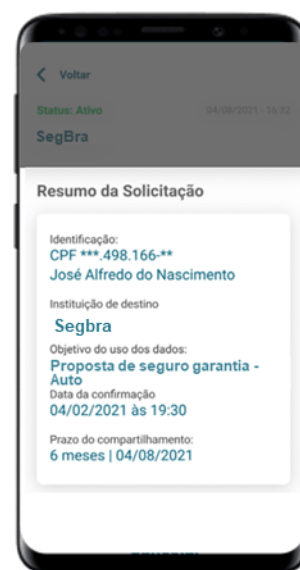 Voltar
Status: Ativo
04/08/2021 - 16:22
SegBra
Resumo da Solicitação
Identificação:
CPF ***.498.166-**
José Alfredo do Nascimento
Instituição de destino
Segbra
Objetivo do uso dos dados:
Proposta de seguro garantia -
Auto
Data da confirmação
04/02/2021 às 19:30
Prazo do compartilhamento:
6 meses | 04/08/2021